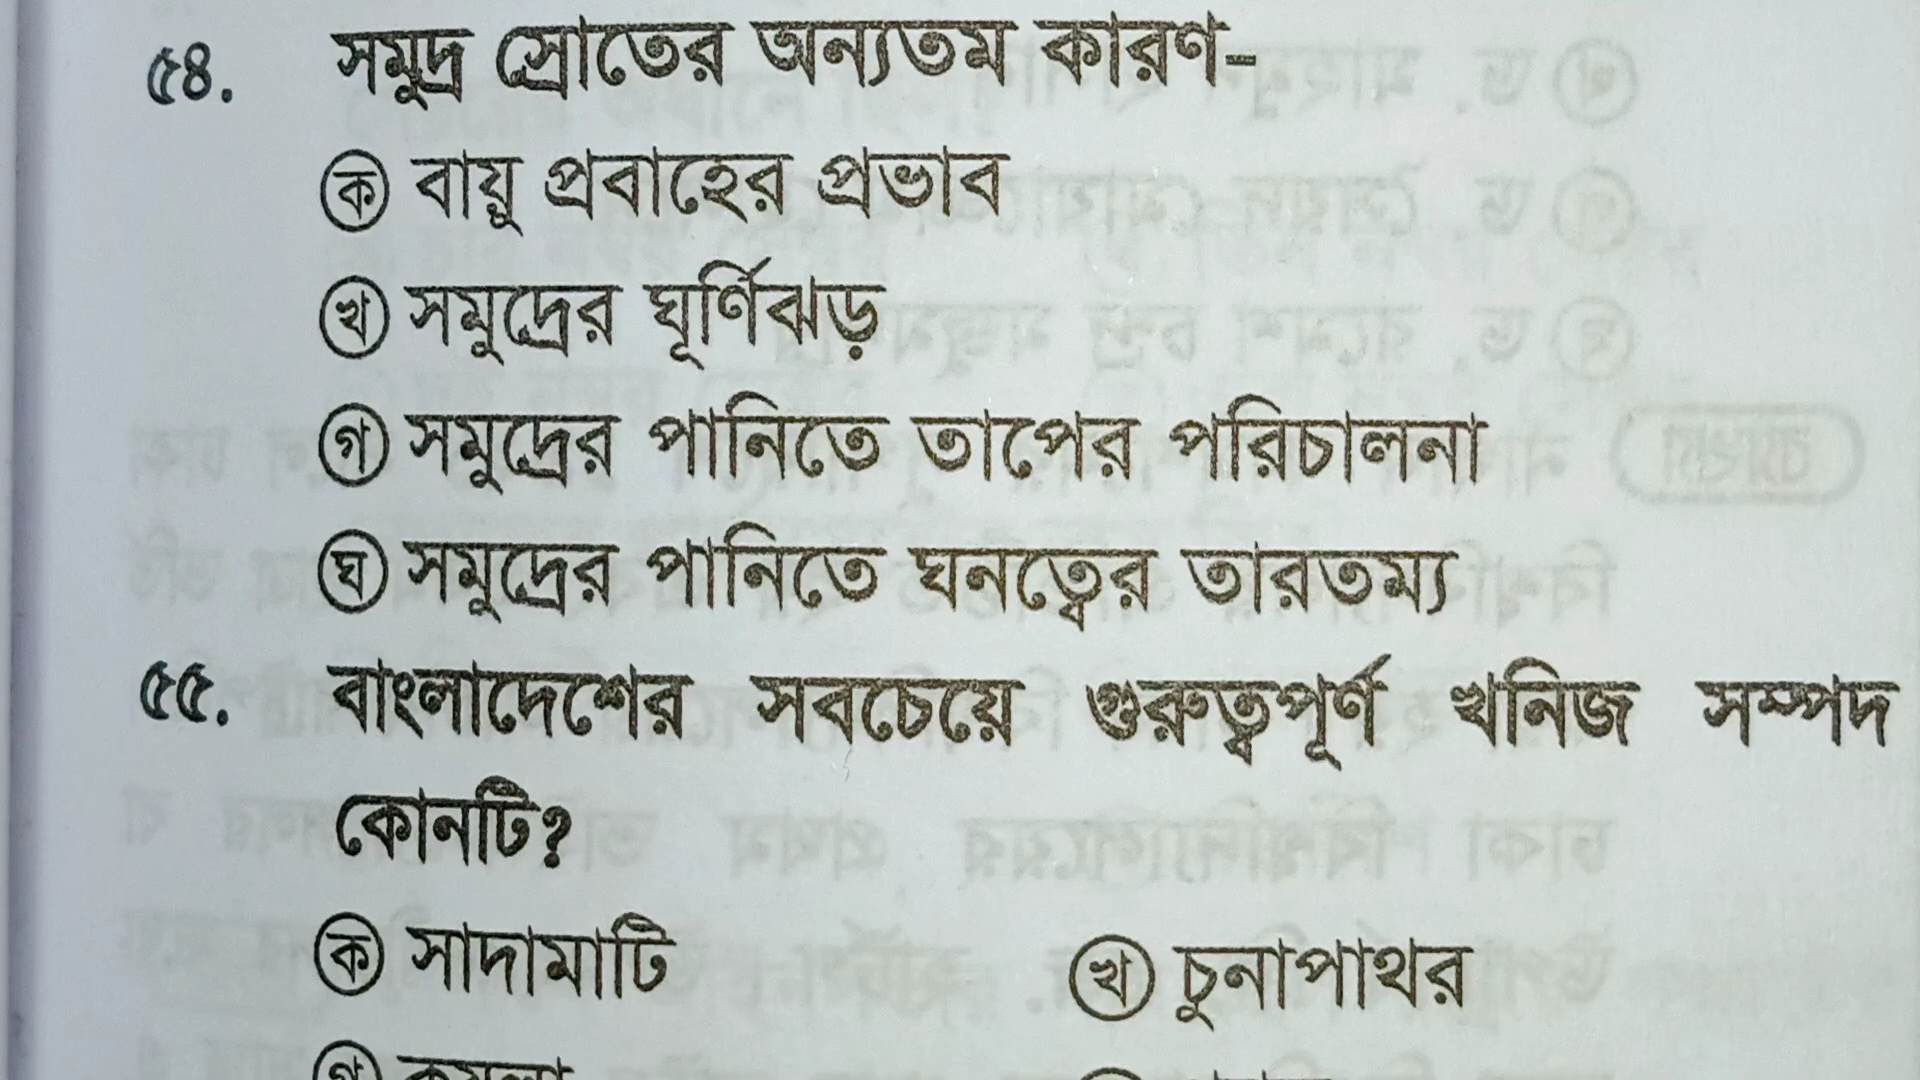 ৫৪. সমুদ্র স্রোতের অন্যতম কারণ-
ক বায়ু প্রবাহের প্রভাব
খ সমুদ্রের ঘূর্ণিঝড়
গ সমুদ্রের পানিতে তাপের পরিচালনা
ঘ সমুদ্রের পানিতে ঘনত্বের তারতম্য
৫৫. বাংলাদেশের সবচেয়ে গুরুত্বপূর্ণ খনিজ সম্পদ
কোনটি?
ক সাদামাটি খ চুনাপাথর
গ কয়লা